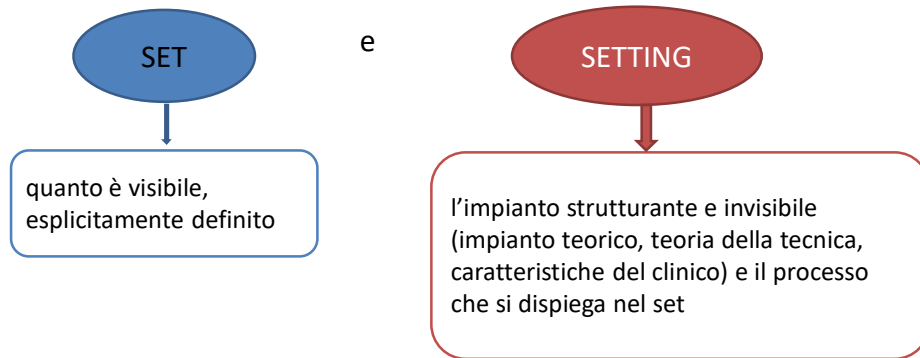 SET
e
SETTING
quanto è visibile,
esplicitamente definito
l’impianto strutturante e invisibile
(impianto teorico, teoria della tecnica,
caratteristiche del clinico) e il processo
che si dispiega nel set